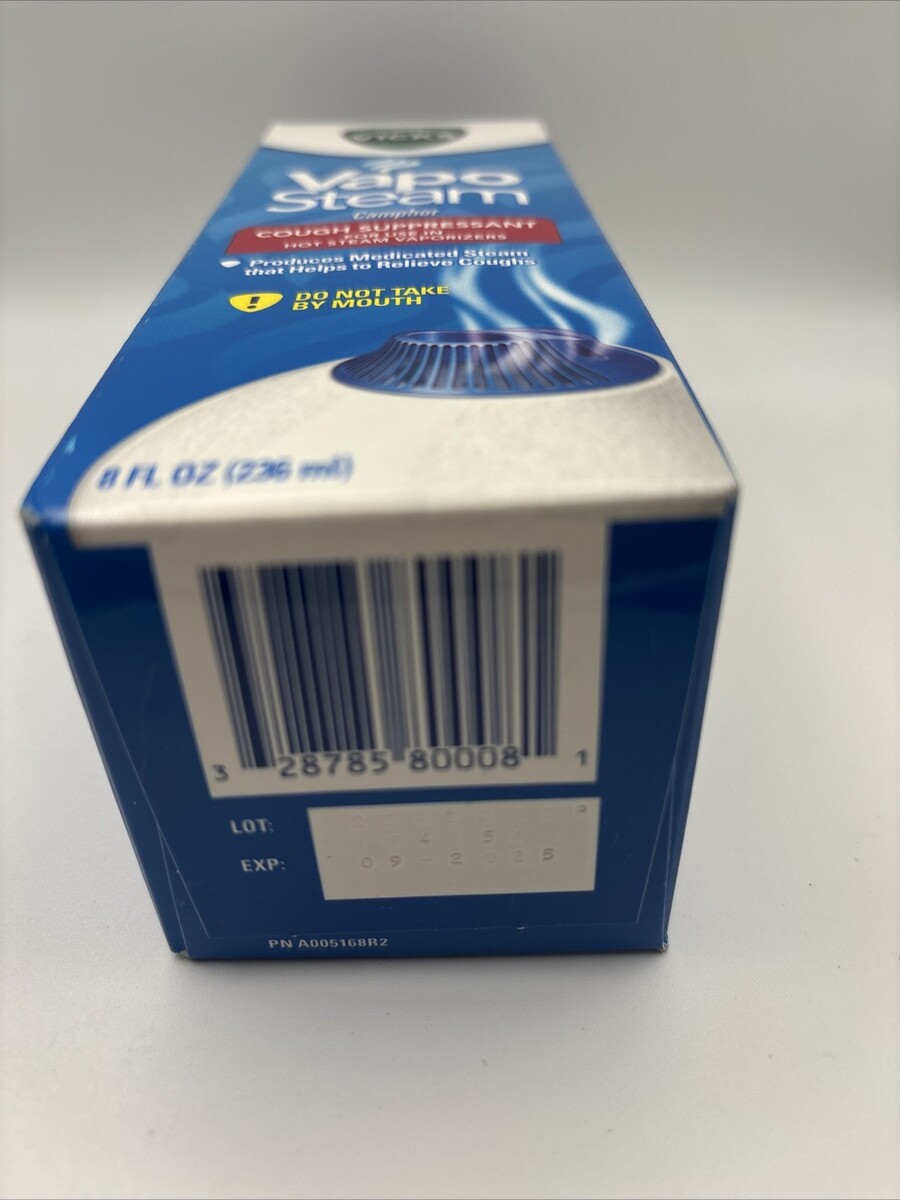 VICKS
Vapo
Steam
Camphor
COUGH SUPPRESSANT
FOR USE IN
HOT STEAM VAPORIZERS
Produces Medicated Steam
that Helps to Relieve Coughs
! DO NOT TAKE
BY MOUTH
8 FL OZ (236 ml)
3 28785 80008 1
LOT:
EXP: 09-2025
PN A005168R2